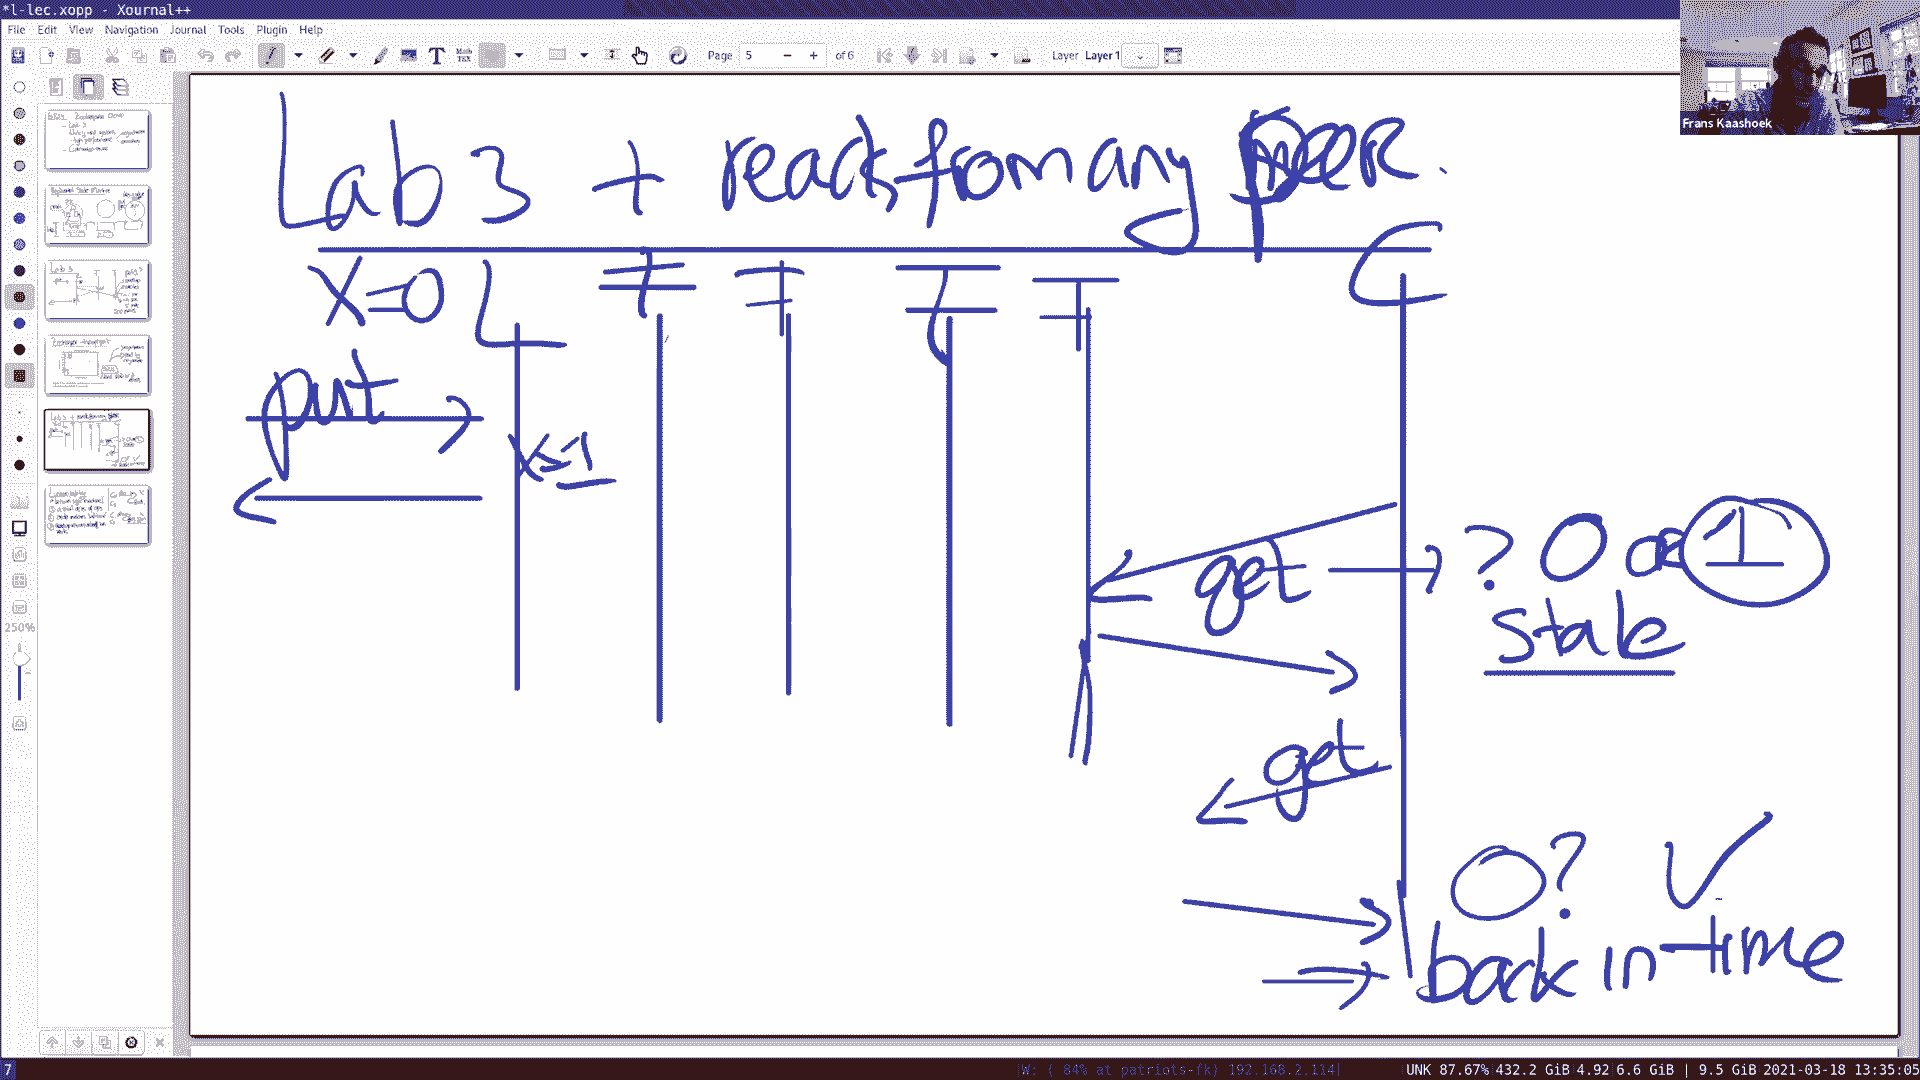 *l-lec.xopp - Xournal++
File Edit View Navigation Journal Tools Plugin Help
Page 5 of 6 Layer Layer 1
Frans Kaashoek
250%
Lab 3 + reads from any peer.
X=0 L F F F F C
put
X=1
get → ? 0 or 1
stale
get
0? ✓
back in time
7 |W: ( 84% at patriots-fk) 192.168.2.114| UNK 87.67%|432.2 GiB|4.92|6.6 GiB | 9.5 GiB|2021-03-18 13:35:05